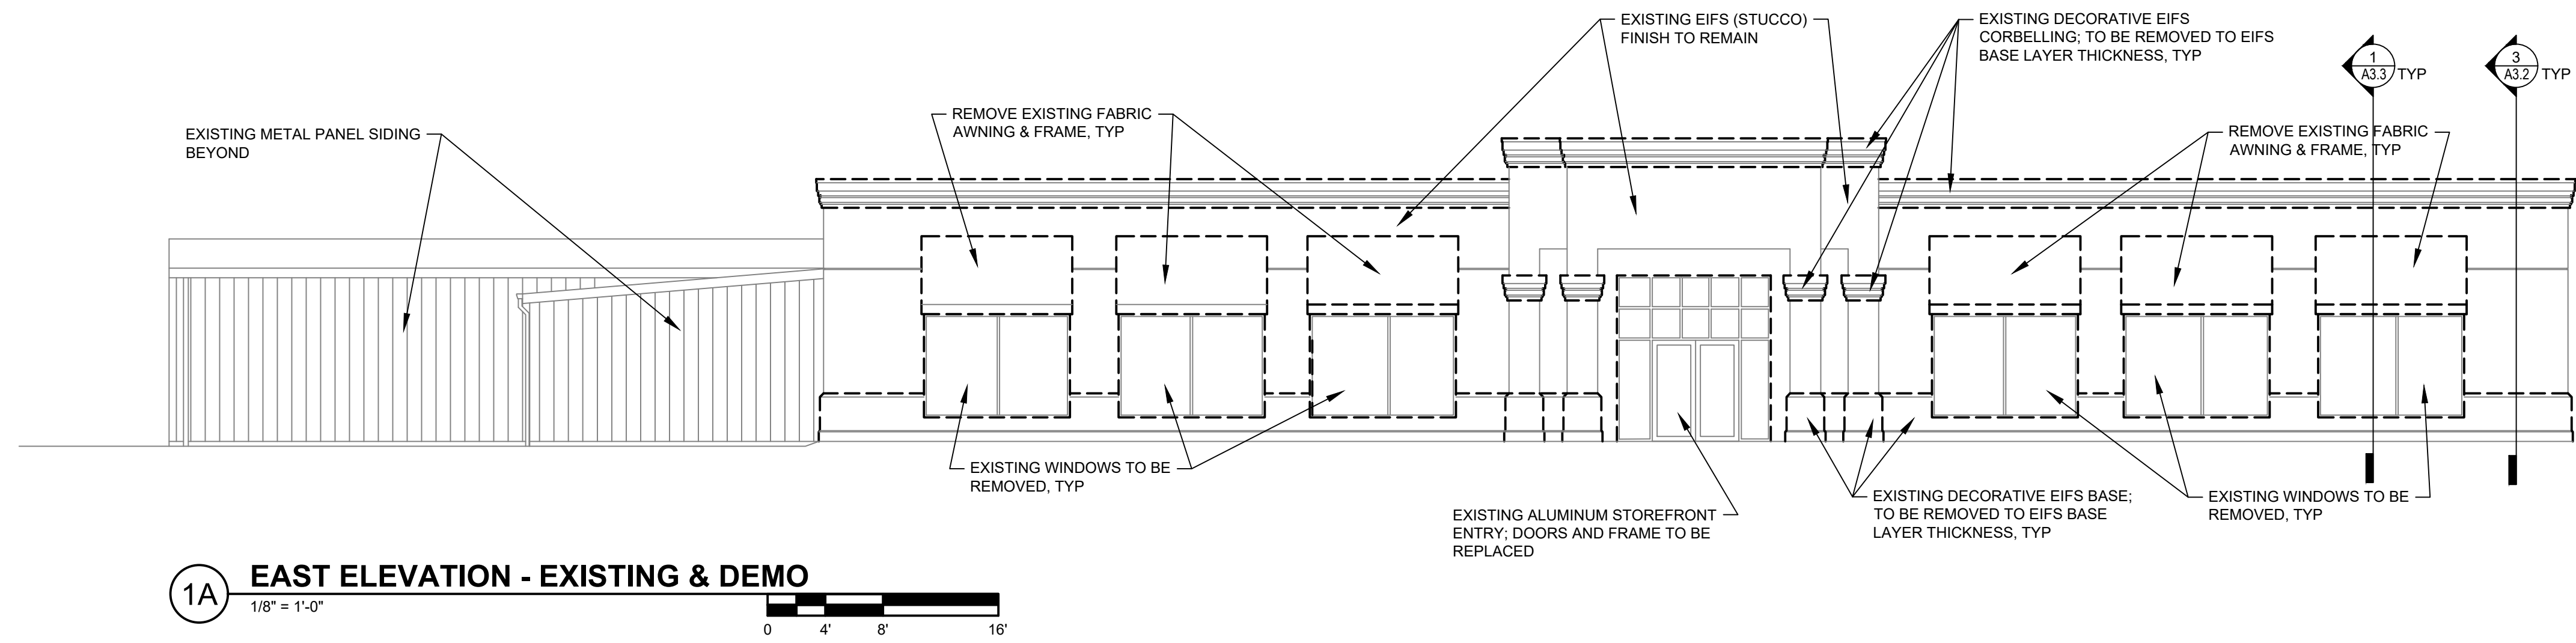 EXISTING EIFS (STUCCO)
FINISH TO REMAIN
EXISTING DECORATIVE EIFS
CORBELLING; TO BE REMOVED TO EIFS
BASE LAYER THICKNESS, TYP
1
A3.3
TYP
3
A3.2
TYP
EXISTING METAL PANEL SIDING
BEYOND
REMOVE EXISTING FABRIC
AWNING & FRAME, TYP
REMOVE EXISTING FABRIC
AWNING & FRAME, TYP
EXISTING WINDOWS TO BE
REMOVED, TYP
EXISTING ALUMINUM STOREFRONT
ENTRY; DOORS AND FRAME TO BE
REPLACED
EXISTING DECORATIVE EIFS BASE;
TO BE REMOVED TO EIFS BASE
LAYER THICKNESS, TYP
EXISTING WINDOWS TO BE
REMOVED, TYP
1A
EAST ELEVATION - EXISTING & DEMO
1/8" = 1'-0"
0 4' 8' 16'